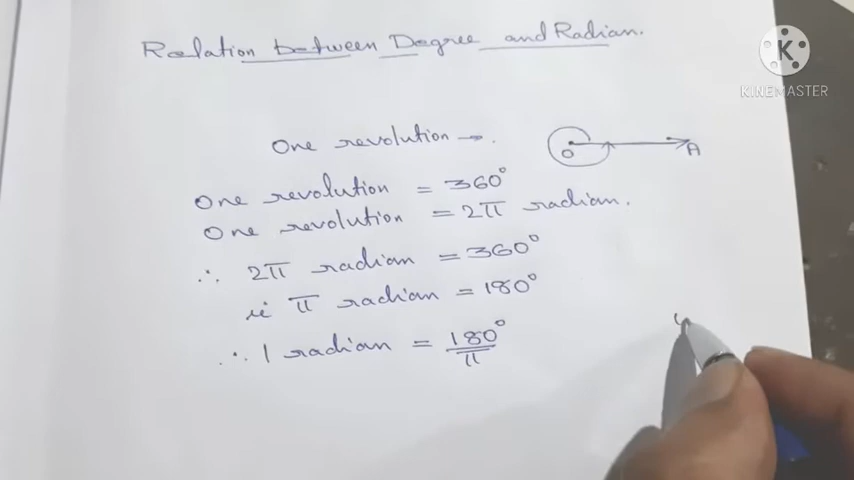 Relation between Degree and Radian.
K
KINEMASTER
One revolution →.
O A
One revolution = 360°
One revolution = 2π radian.
∴ 2π radian = 360°
ie π radian = 180°
∴ 1 radian = 180°/π